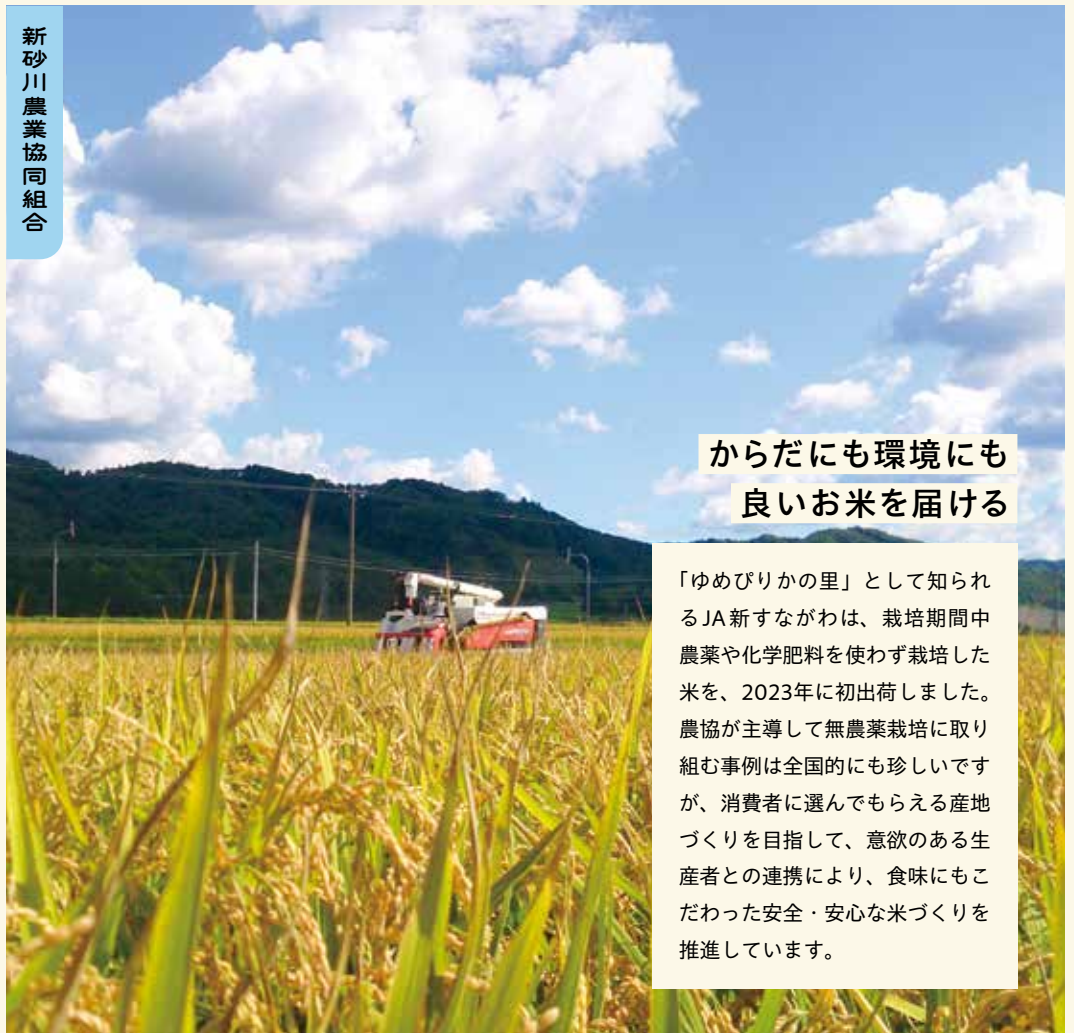 新砂川農業協同組合
からだにも環境にも
良いお米を届ける
「ゆめぴりかの里」として知られ
るJA新すながわは、栽培期間中
農薬や化学肥料を使わず栽培した
米を、2023年に初出荷しました。
農協が主導して無農薬栽培に取り
組む事例は全国的にも珍しいです
が、消費者に選んでもらえる産地
づくりを目指して、意欲のある生
産者との連携により、食味にもこ
だわった安全・安心な米づくりを
推進しています。